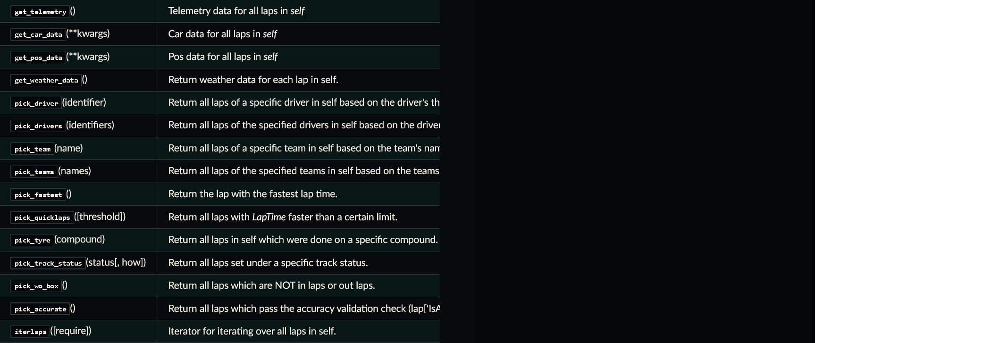 get_telemetry() Telemetry data for all laps in self
get_car_data(**kwargs) Car data for all laps in self
get_pos_data(**kwargs) Pos data for all laps in self
get_weather_data() Return weather data for each lap in self.
pick_driver(identifier) Return all laps of a specific driver in self based on the driver's th
pick_drivers(identifiers) Return all laps of the specified drivers in self based on the driver
pick_team(name) Return all laps of a specific team in self based on the team's nam
pick_teams(names) Return all laps of the specified teams in self based on the teams
pick_fastest() Return the lap with the fastest lap time.
pick_quicklaps([threshold]) Return all laps with LapTime faster than a certain limit.
pick_tyre(compound) Return all laps in self which were done on a specific compound.
pick_track_status(status[, how]) Return all laps set under a specific track status.
pick_wo_box() Return all laps which are NOT in laps or out laps.
pick_accurate() Return all laps which pass the accuracy validation check (lap['IsA
iterlaps([require]) Iterator for iterating over all laps in self.